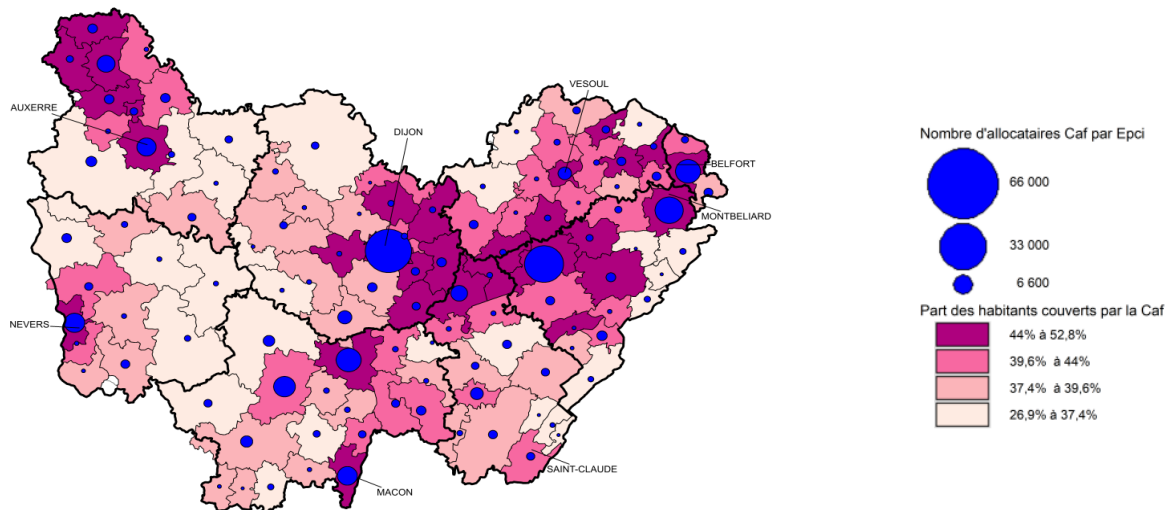 VESOUL
AUXERRE
DIJON
BELFORT
MONTBELIARD
NEVERS
SAINT-CLAUDE
MACON
Nombre d'allocataires Caf par Epci
66 000
33 000
6 600
Part des habitants couverts par la Caf
44% à 52,8%
39,6% à 44%
37,4% à 39,6%
26,9% à 37,4%